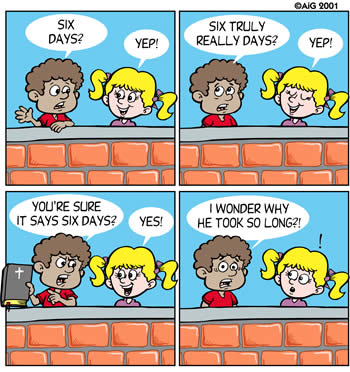 ©AiG 2001
SIX
DAYS?
YEP!
SIX TRULY
REALLY DAYS?
YEP!
YOU'RE SURE
IT SAYS SIX DAYS?
YES!
I WONDER WHY
HE TOOK SO LONG?!
!